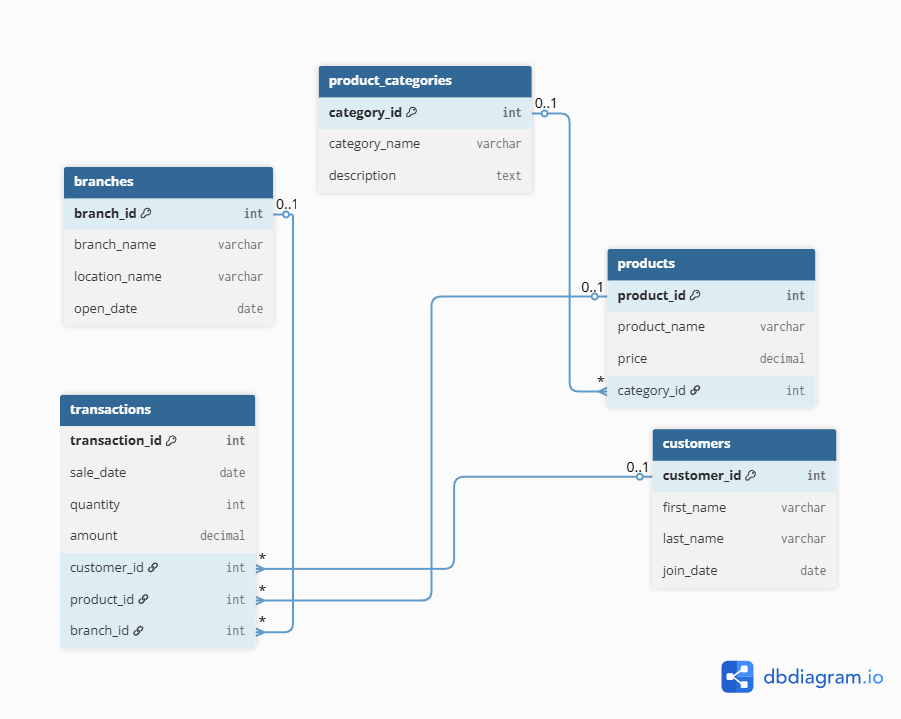 product_categories
category_id int
category_name varchar
description text
0..1
branches
branch_id int
branch_name varchar
location_name varchar
open_date date
0..1
products
product_id int
product_name varchar
price decimal
category_id int
0..1
*
transactions
transaction_id int
sale_date date
quantity int
amount decimal
customer_id int
product_id int
branch_id int
*
*
*
customers
customer_id int
first_name varchar
last_name varchar
join_date date
0..1
dbdiagram.io